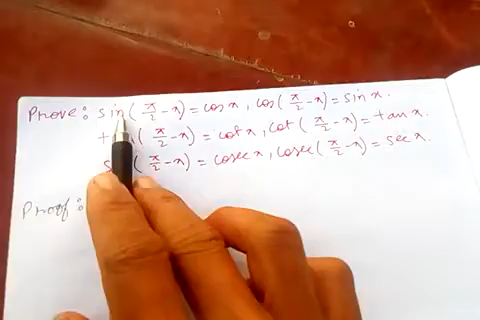 Prove: sin(π/2 - x) = cos x, cos(π/2 - x) = sin x.
(π/2 - x) = cot x, cot(π/2 - x) = tan x.
(π/2 - x) = cosec x, cosec(π/2 - x) = sec x.
Proof: